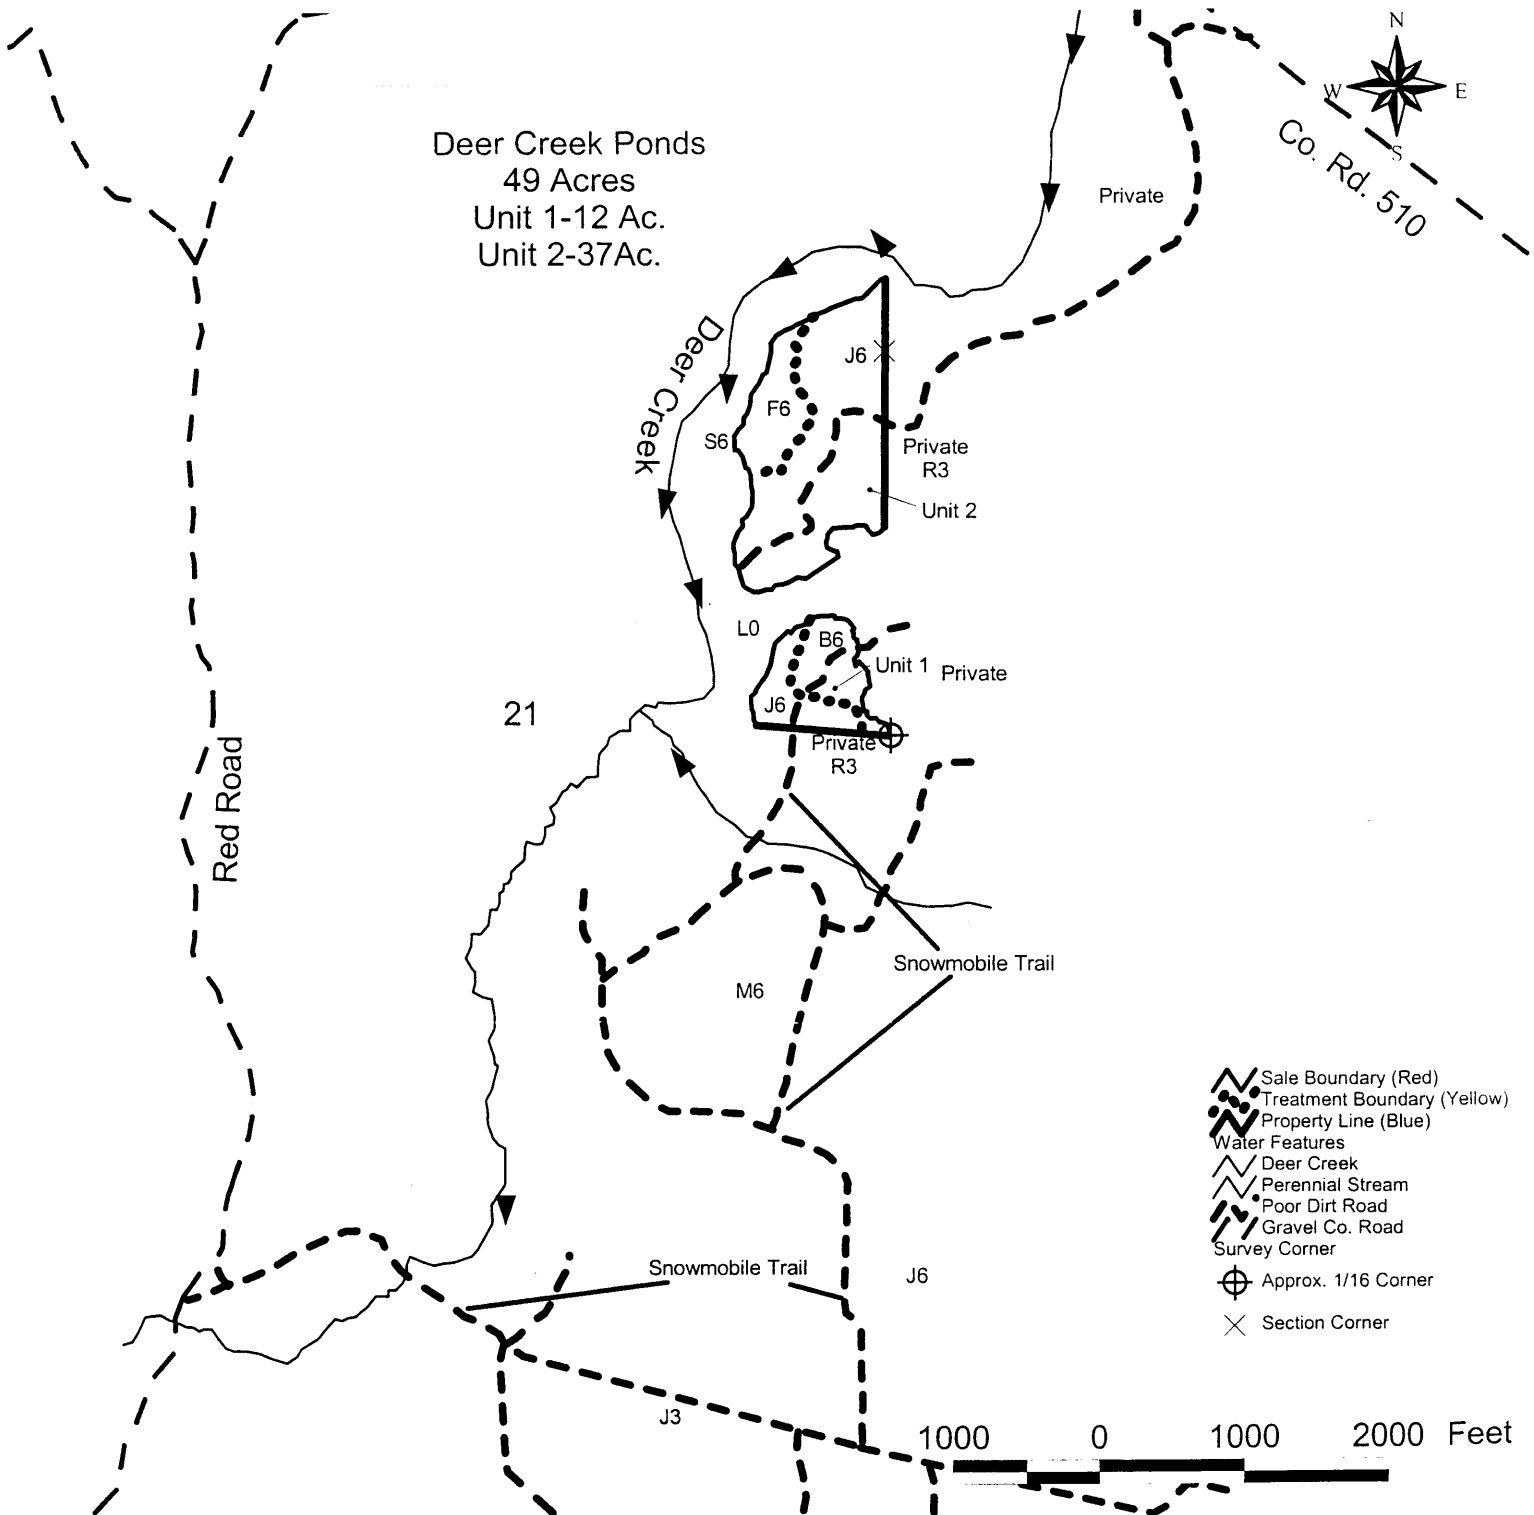 N
W
E
S
Co. Rd. 510
Deer Creek Ponds
49 Acres
Unit 1-12 Ac.
Unit 2-37Ac.
Private
Deer Creek
J6
F6
S6
Private
R3
Unit 2
L0
B6
Unit 1
Private
J6
21
Private
R3
Red Road
Snowmobile Trail
M6
Sale Boundary (Red)
Treatment Boundary (Yellow)
Property Line (Blue)
Water Features
Deer Creek
Perennial Stream
Poor Dirt Road
Gravel Co. Road
Survey Corner
Approx. 1/16 Corner
Section Corner
Snowmobile Trail
J6
J3
1000 0 1000 2000 Feet